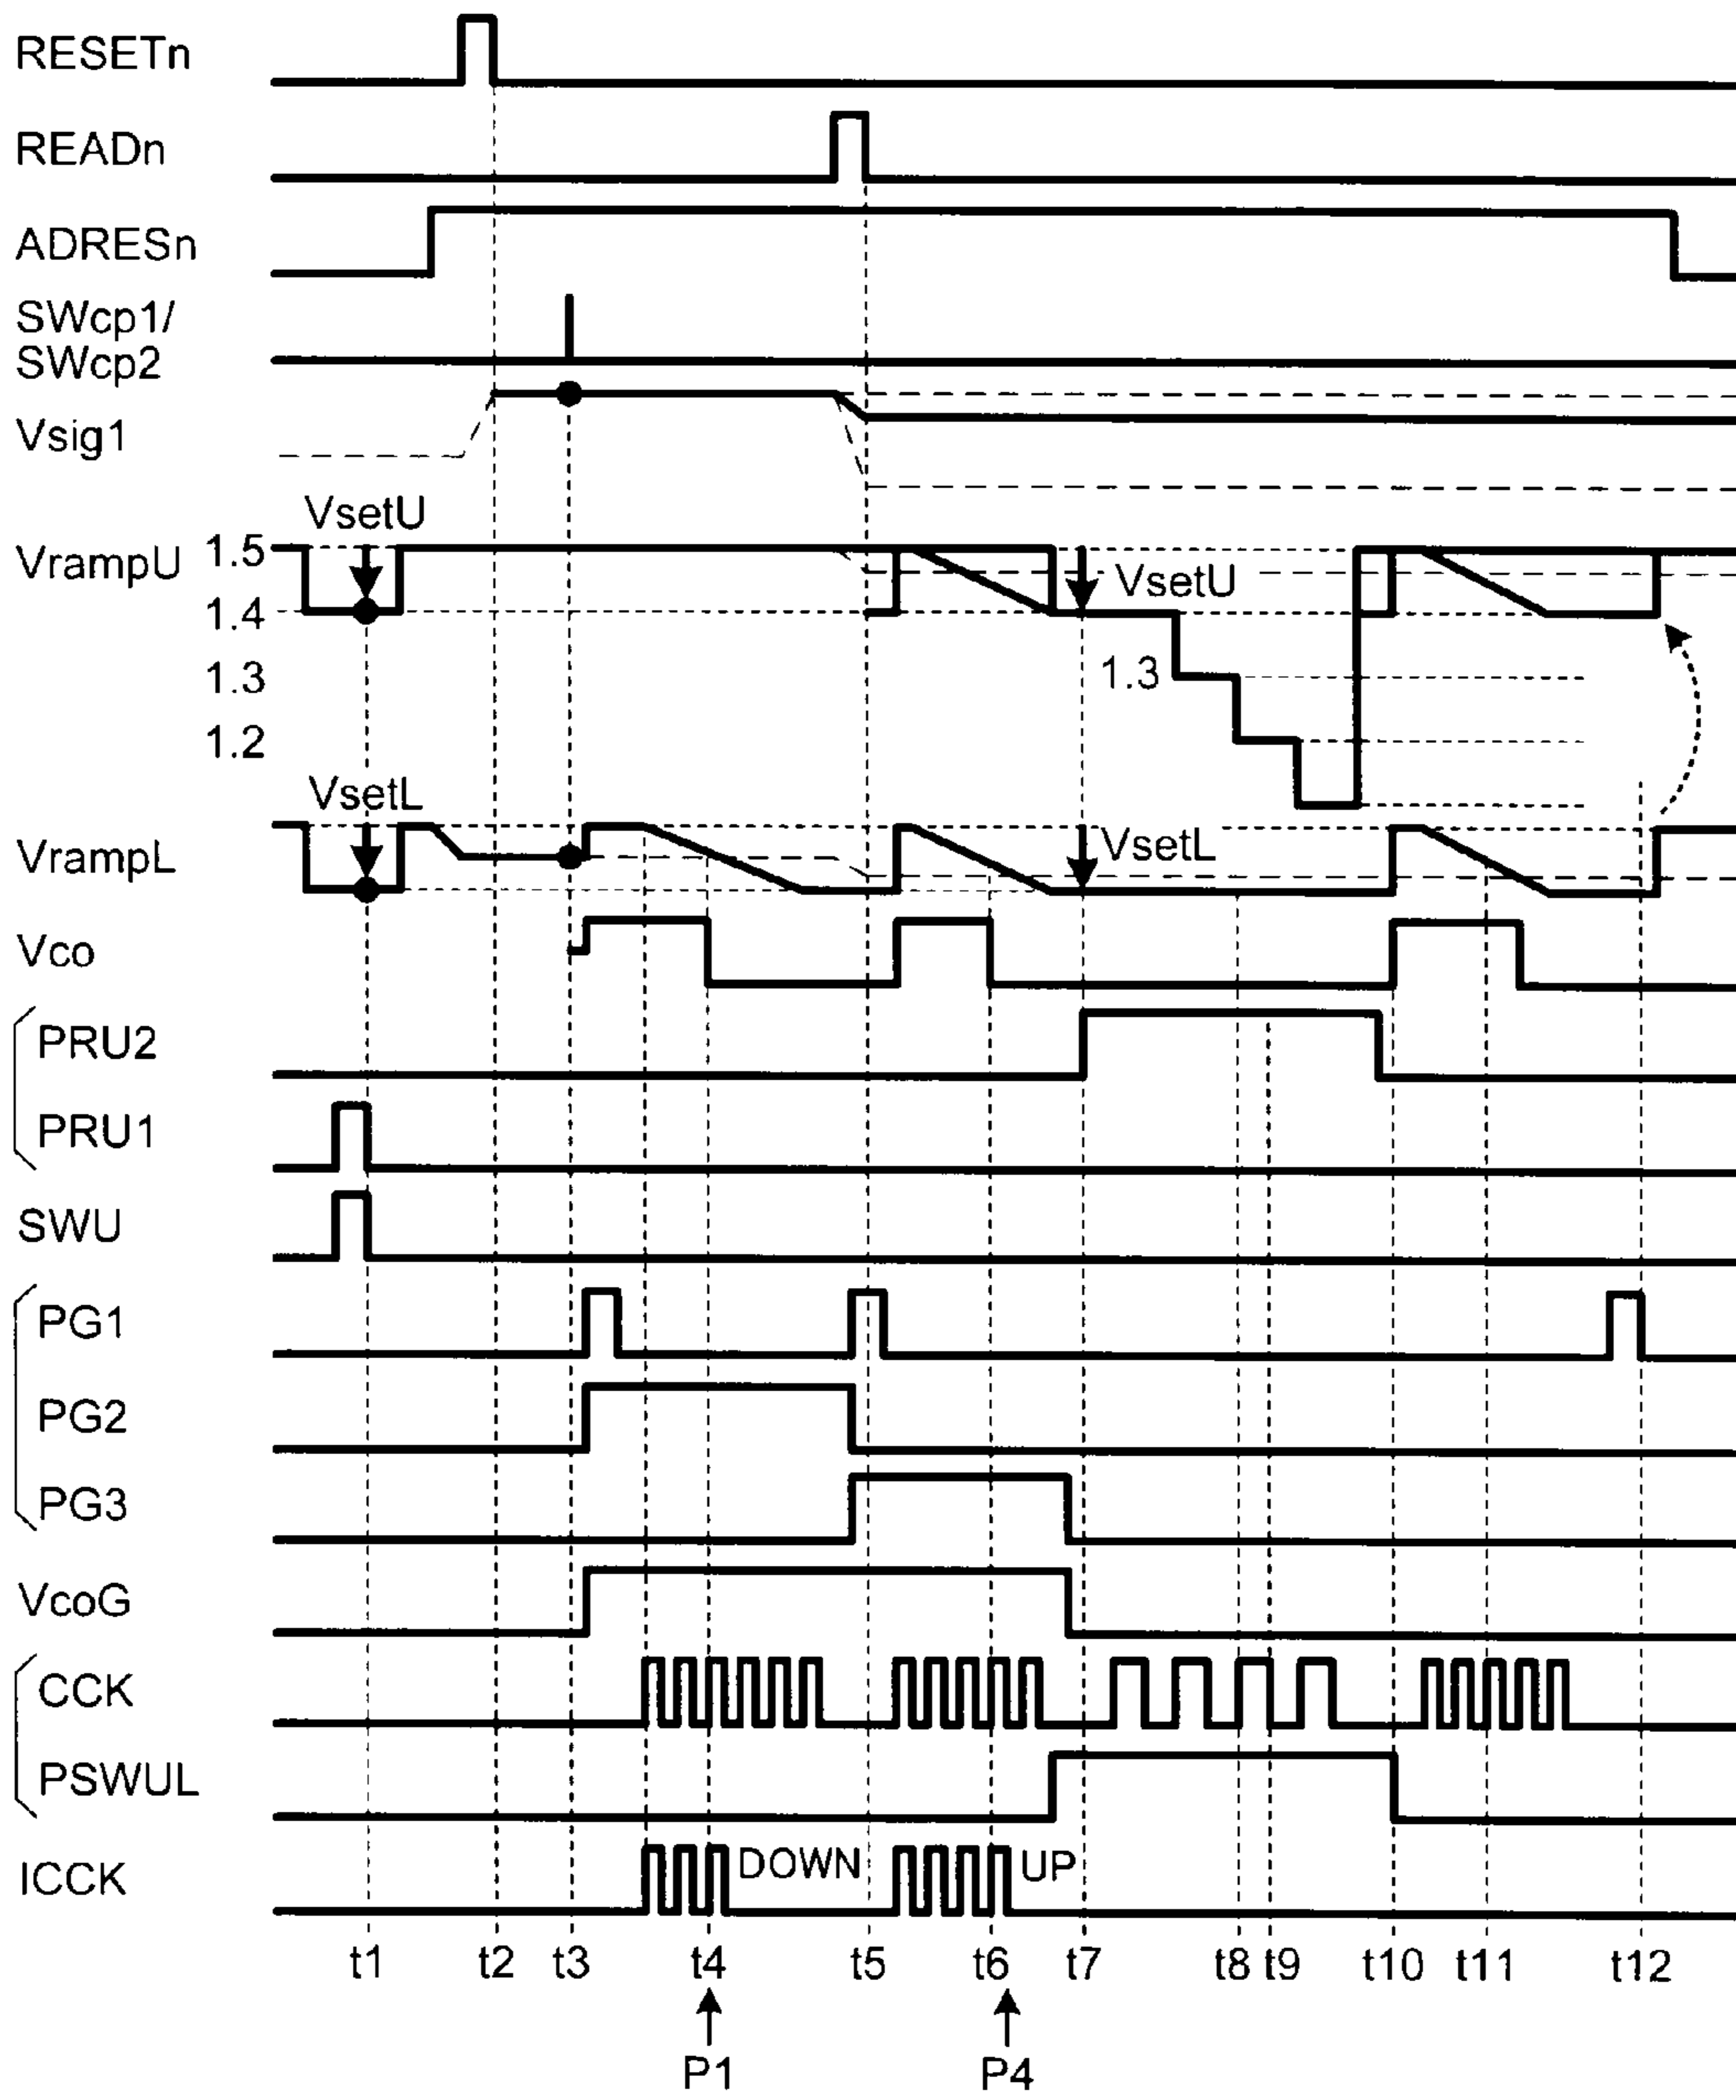 RESETn
READn
ADRESn
SWcp1/
SWcp2
Vsig1
VsetU
VrampU
1.5
VsetU
1.4
1.3
1.3
1.2
VsetL
VrampL
VsetL
Vco
PRU2
PRU1
SWU
PG1
PG2
PG3
VcoG
CCK
PSWUL
ICCK
DOWN
UP
t1 t2 t3 t4 t5 t6 t7 t8 t9 t10 t11 t12
P1 P4